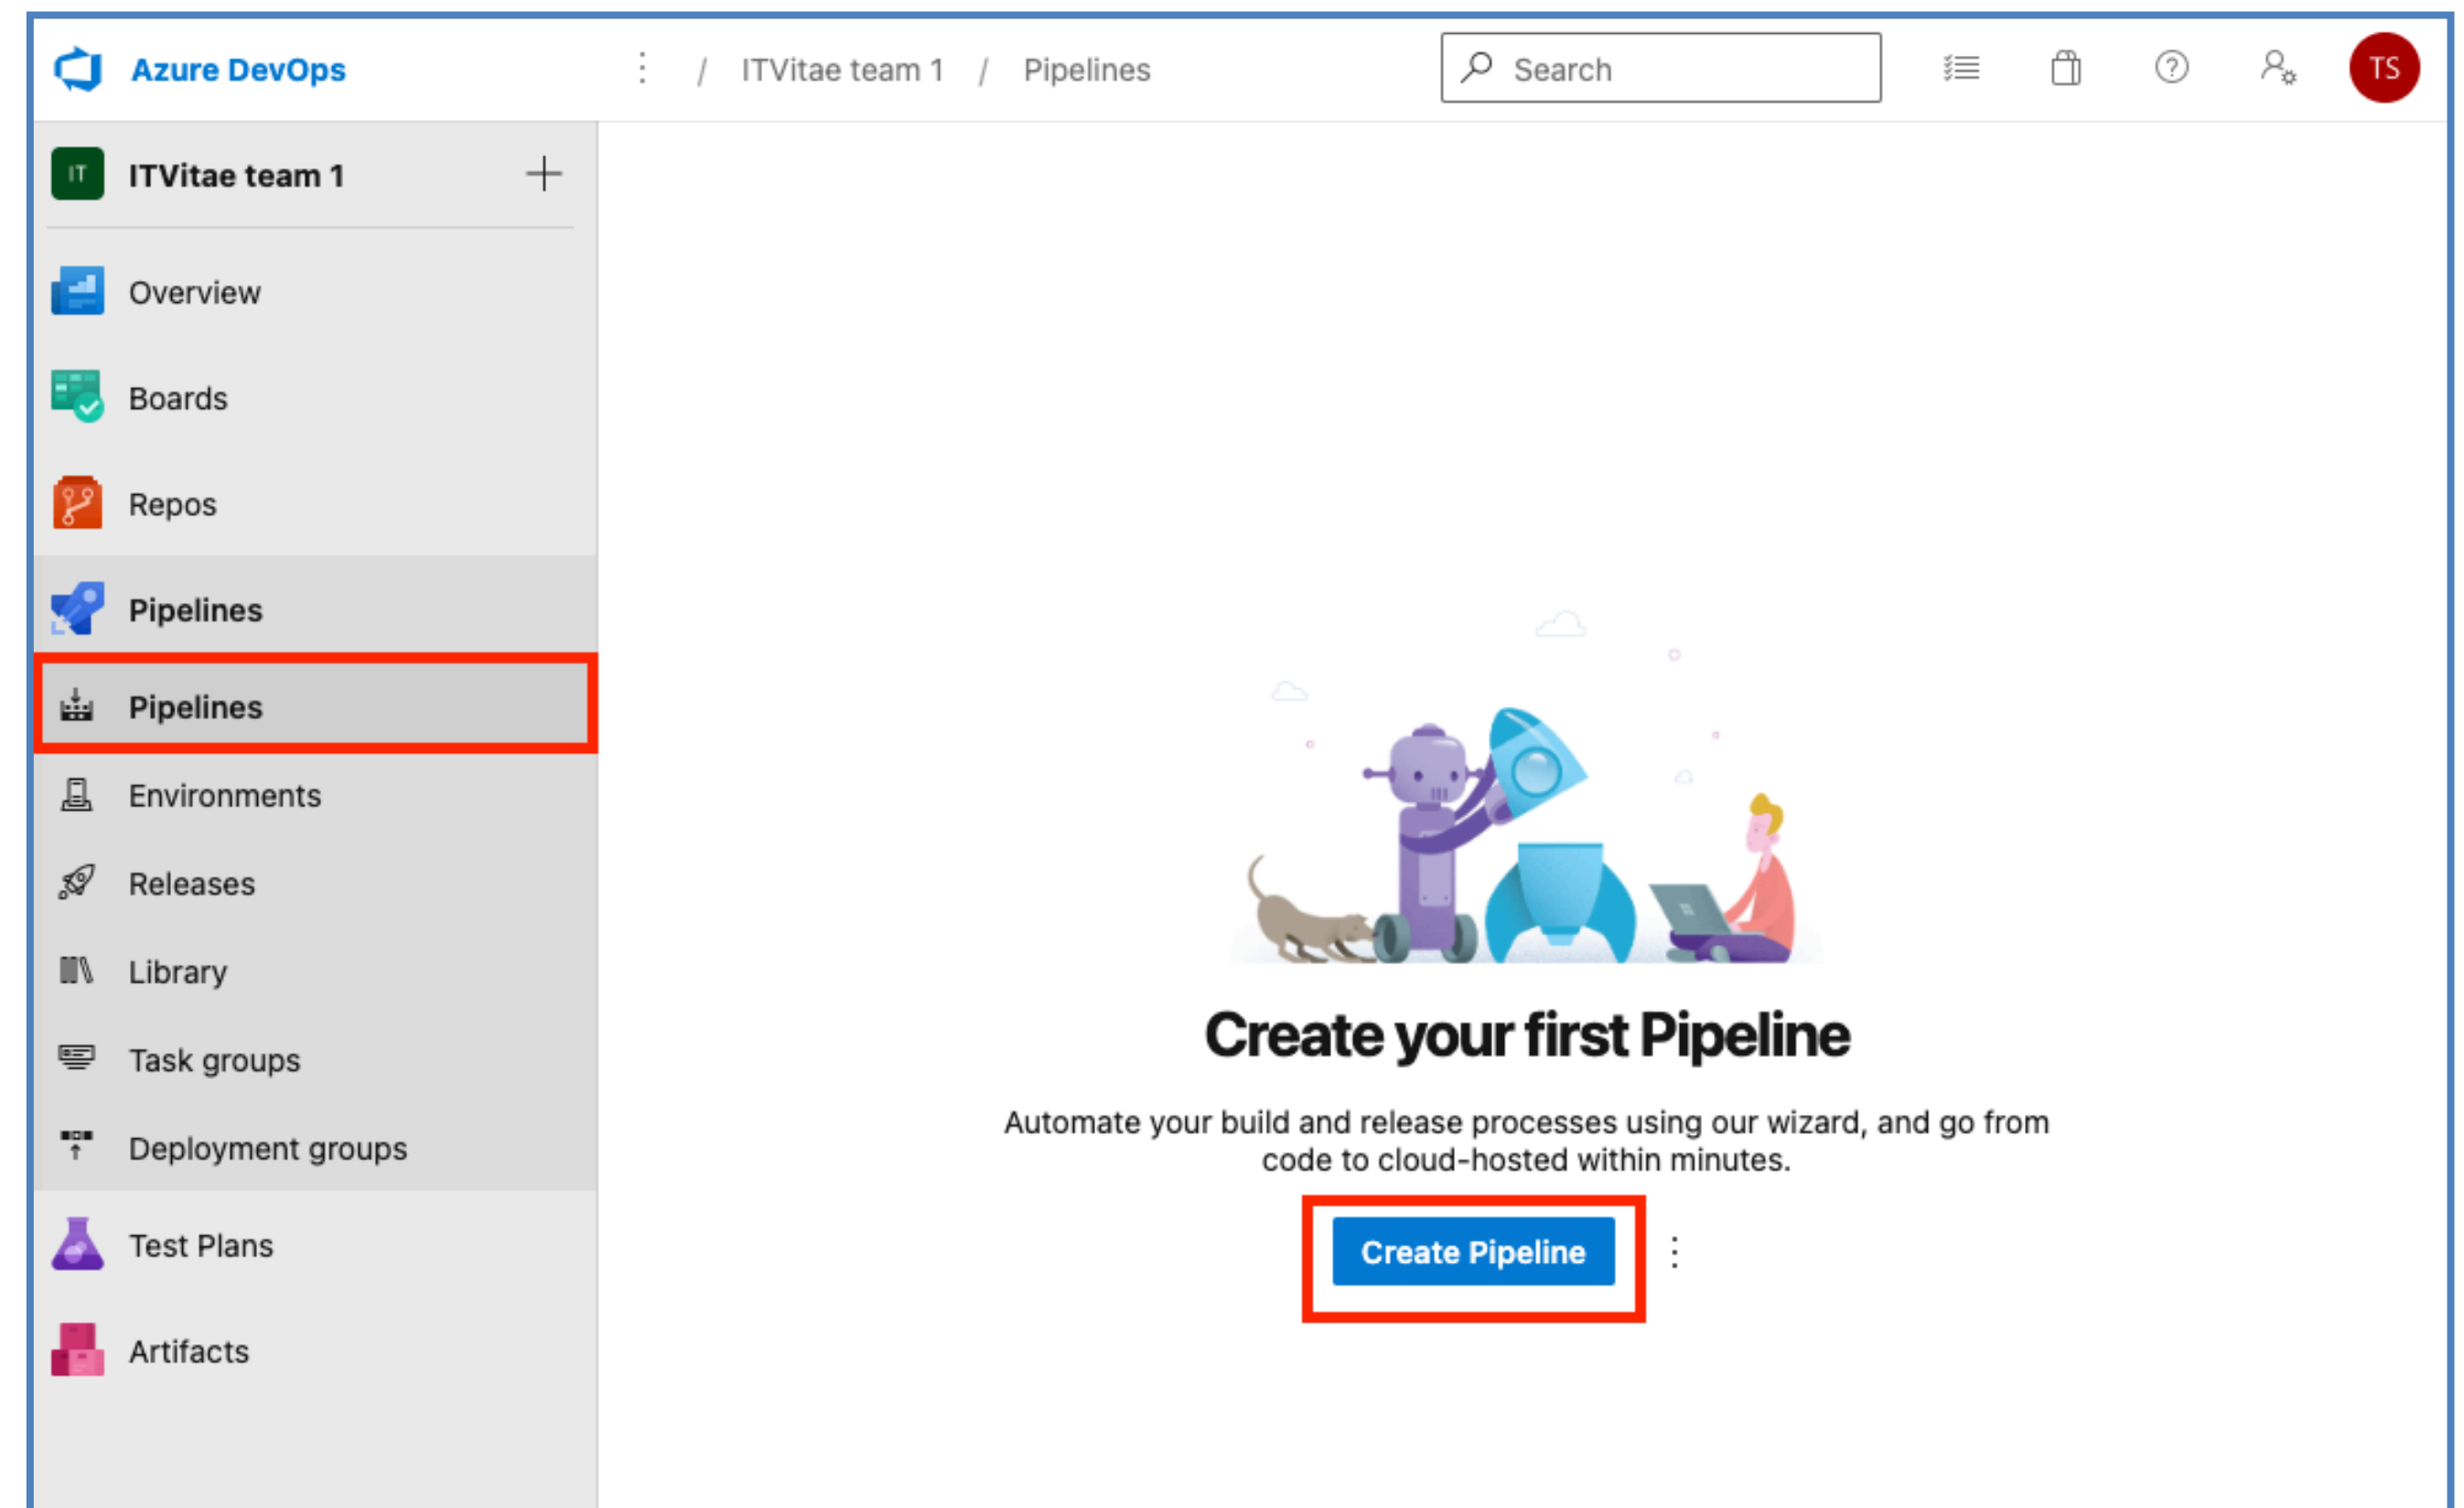 Azure DevOps
/ ITVitae team 1 / Pipelines
Search
TS
IT
ITVitae team 1
Overview
Boards
Repos
Pipelines
Pipelines
Environments
Releases
Library
Task groups
Deployment groups
Test Plans
Artifacts
Create your first Pipeline
Automate your build and release processes using our wizard, and go from
code to cloud-hosted within minutes.
Create Pipeline